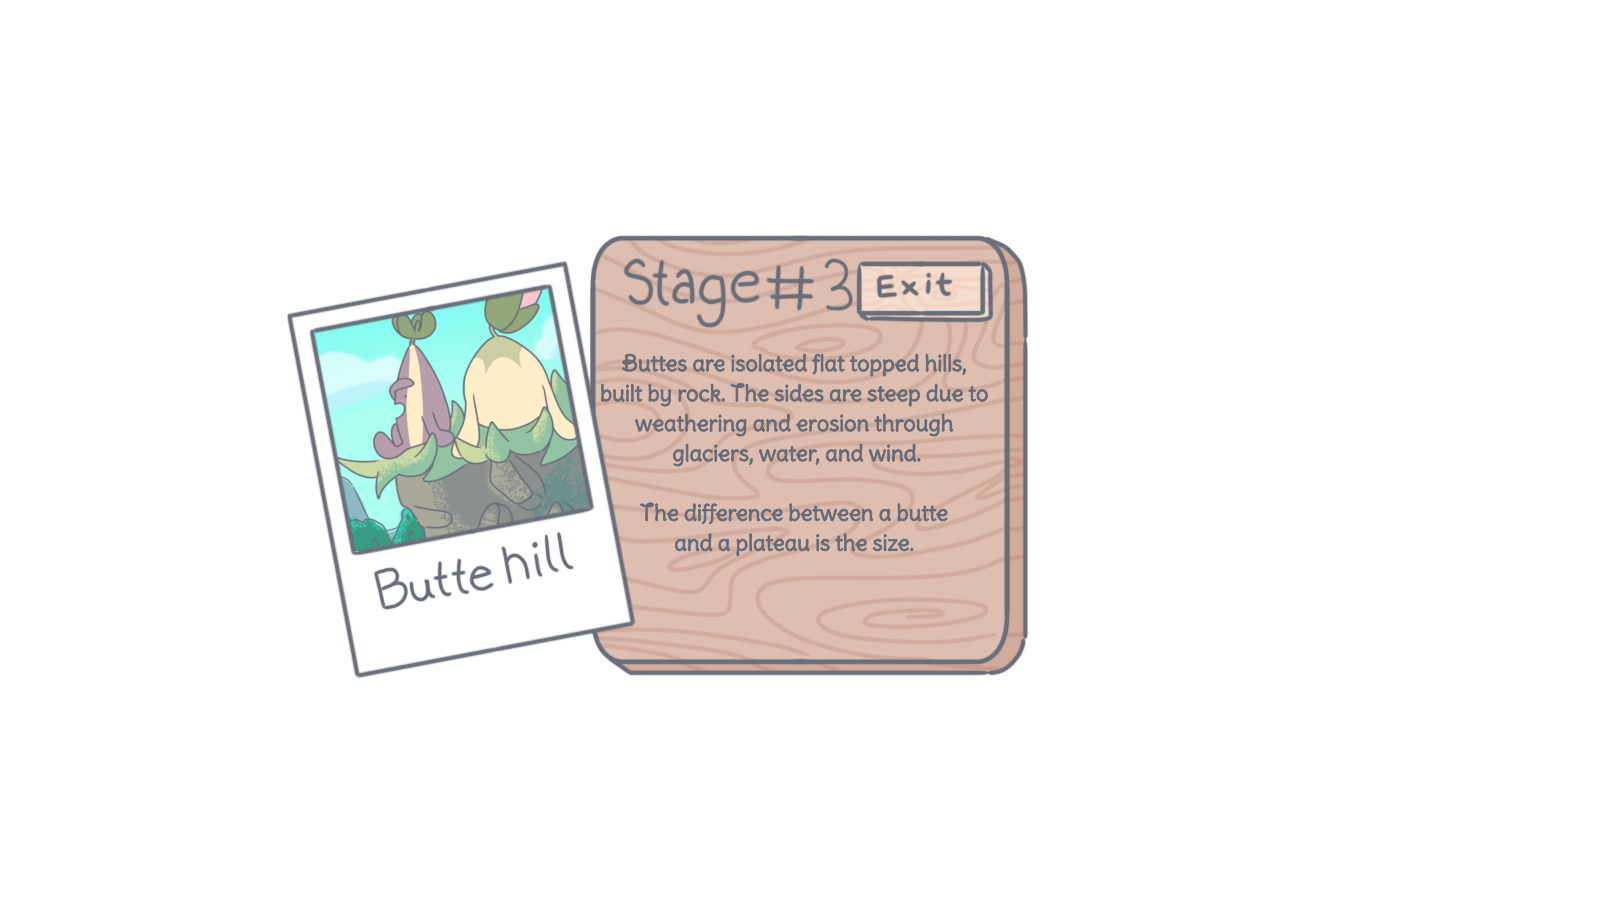 Stage # 3
Exit
Buttes are isolated flat topped hills,
built by rock. The sides are steep due to
weathering and erosion through
glaciers, water, and wind.
The difference between a butte
and a plateau is the size.
Butte hill